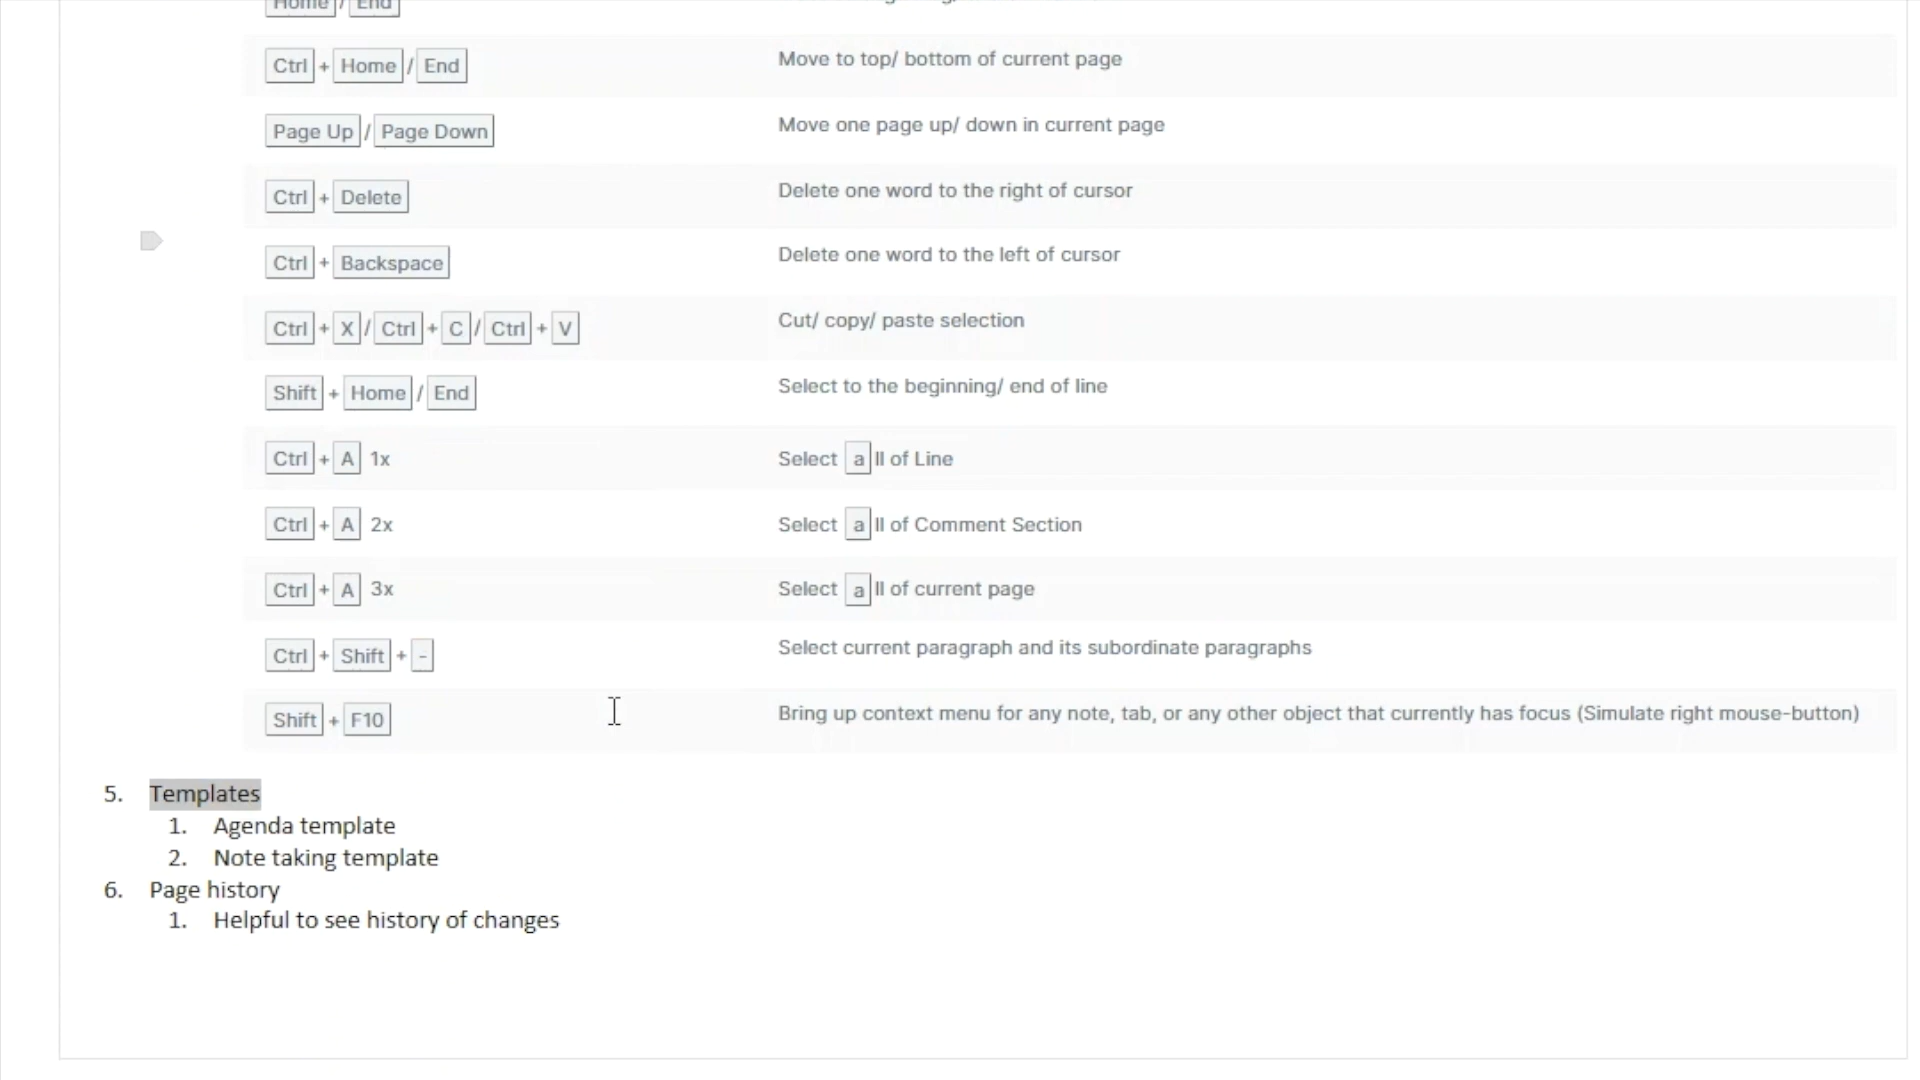 Home / End
Ctrl + Home / End Move to top/ bottom of current page
Page Up / Page Down Move one page up/ down in current page
Ctrl + Delete Delete one word to the right of cursor
Ctrl + Backspace Delete one word to the left of cursor
Ctrl + X / Ctrl + C / Ctrl + V Cut/ copy/ paste selection
Shift + Home / End Select to the beginning/ end of line
Ctrl + A 1x Select all of Line
Ctrl + A 2x Select all of Comment Section
Ctrl + A 3x Select all of current page
Ctrl + Shift + - Select current paragraph and its subordinate paragraphs
Shift + F10 Bring up context menu for any note, tab, or any other object that currently has focus (Simulate right mouse-button)
5. Templates
1. Agenda template
2. Note taking template
6. Page history
1. Helpful to see history of changes